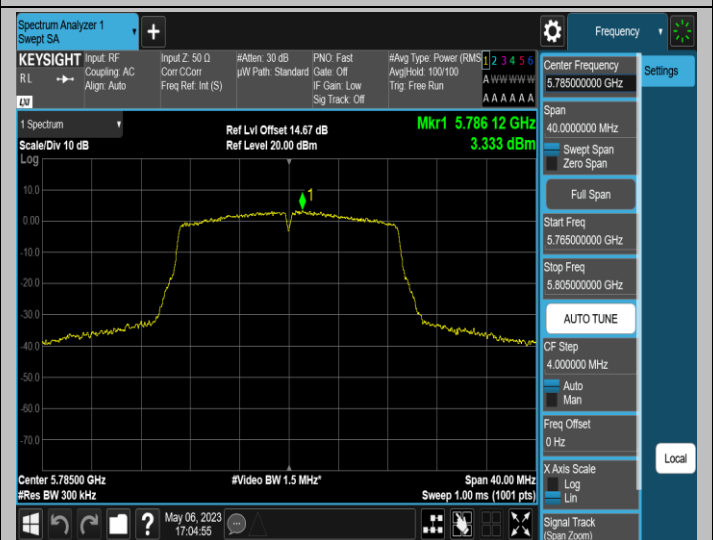 Spectrum Analyzer 1
Swept SA
+
Frequency
KEYSIGHT
RL
LXI
Input: RF
Coupling: AC
Align: Auto
Input Z: 50 Ω
Corr CCorr
Freq Ref: Int (S)
#Atten: 30 dB
µW Path: Standard
PNO: Fast
Gate: Off
IF Gain: Low
Sig Track: Off
#Avg Type: Power (RMS
Avg|Hold: 100/100
Trig: Free Run
1 2 3 4 5 6
A W W W W W
A A A A A A
1 Spectrum
Scale/Div 10 dB
Log
Ref Lvl Offset 14.67 dB
Ref Level 20.00 dBm
Mkr1 5.786 12 GHz
3.333 dBm
1
10.0
0.00
-10.0
-20.0
-30.0
-40.0
-50.0
-60.0
-70.0
Center 5.78500 GHz
#Res BW 300 kHz
#Video BW 1.5 MHz*
Span 40.00 MHz
Sweep 1.00 ms (1001 pts)
?
May 06, 2023
17:04:55
Center Frequency
5.785000000 GHz
Span
40.0000000 MHz
Swept Span
Zero Span
Full Span
Start Freq
5.765000000 GHz
Stop Freq
5.805000000 GHz
AUTO TUNE
CF Step
4.000000 MHz
Auto
Man
Freq Offset
0 Hz
X Axis Scale
Log
Lin
Signal Track
(Span Zoom)
Settings
Local